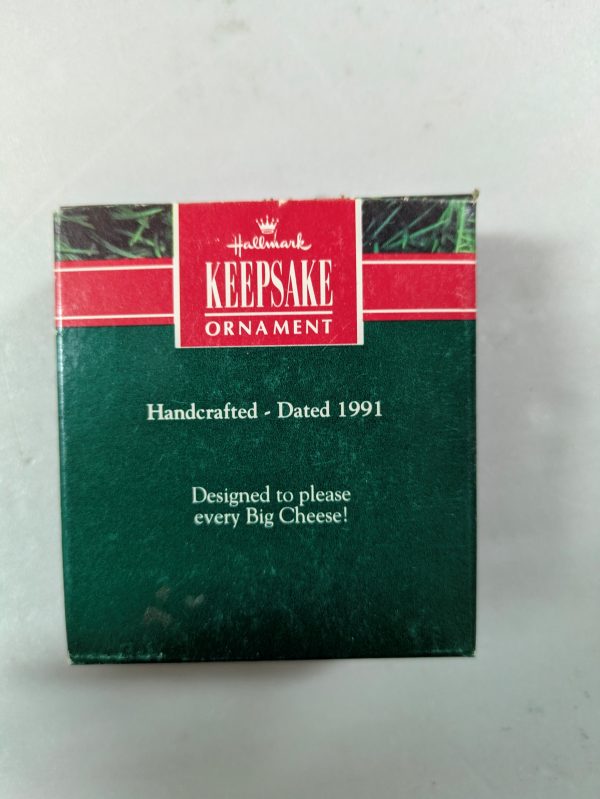 Hallmark
KEEPSAKE
ORNAMENT
Handcrafted - Dated 1991
Designed to please
every Big Cheese!